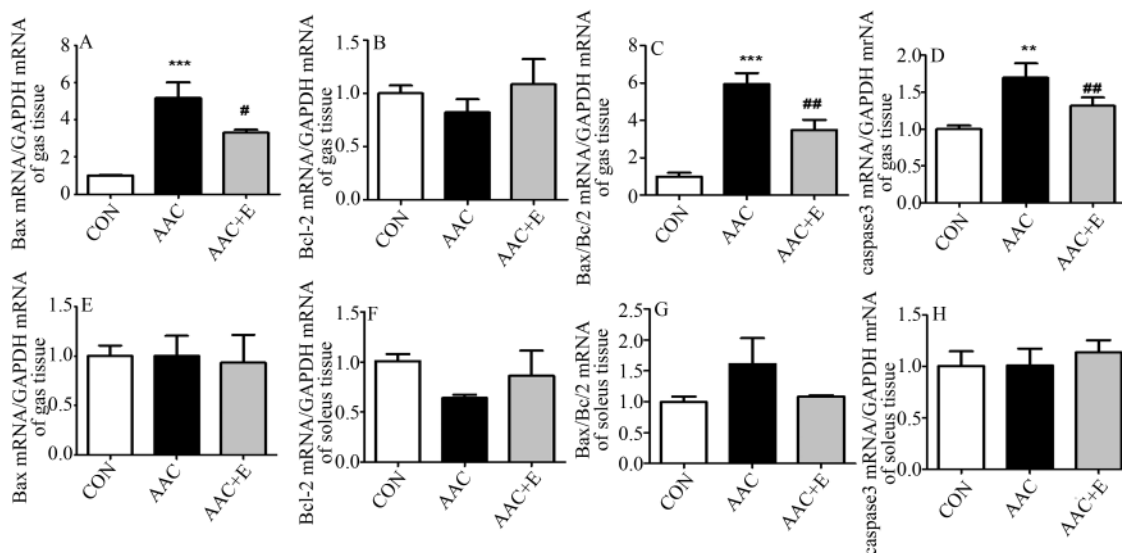 A
Bax mRNA/GAPDH mRNA
of gas tissue
8
6
4
2
0
***
#
CON
AAC
AAC+E
B
Bcl-2 mRNA/GAPDH mRNA
of gas tissue
1.5
1.0
0.5
0.0
CON
AAC
AAC+E
C
Bax/Bc/2 mRNA/GAPDH mRNA
of gas tissue
8
6
4
2
0
***
##
CON
AAC
AAC+E
D
caspase3 mRNA/GAPDH mrNA
of gas tissue
2.0
1.5
1.0
0.5
0.0
**
##
CON
AAC
AAC+E
E
Bax mRNA/GAPDH mRNA
of gas tissue
1.5
1.0
0.5
0.0
CON
AAC
AAC+E
F
Bcl-2 mRNA/GAPDH mRNA
of soleus tissue
1.5
1.0
0.5
0.0
CON
AAC
AAC+E
G
Bax/Bc/2 mRNA
of soleus tissue
2.5
2.0
1.5
1.0
0.5
0.0
CON
AAC
AAC+E
H
caspase3 mRNA/GAPDH mrNA
of soleus tissue
1.5
1.0
0.5
0.0
CON
AAC
AAC+E